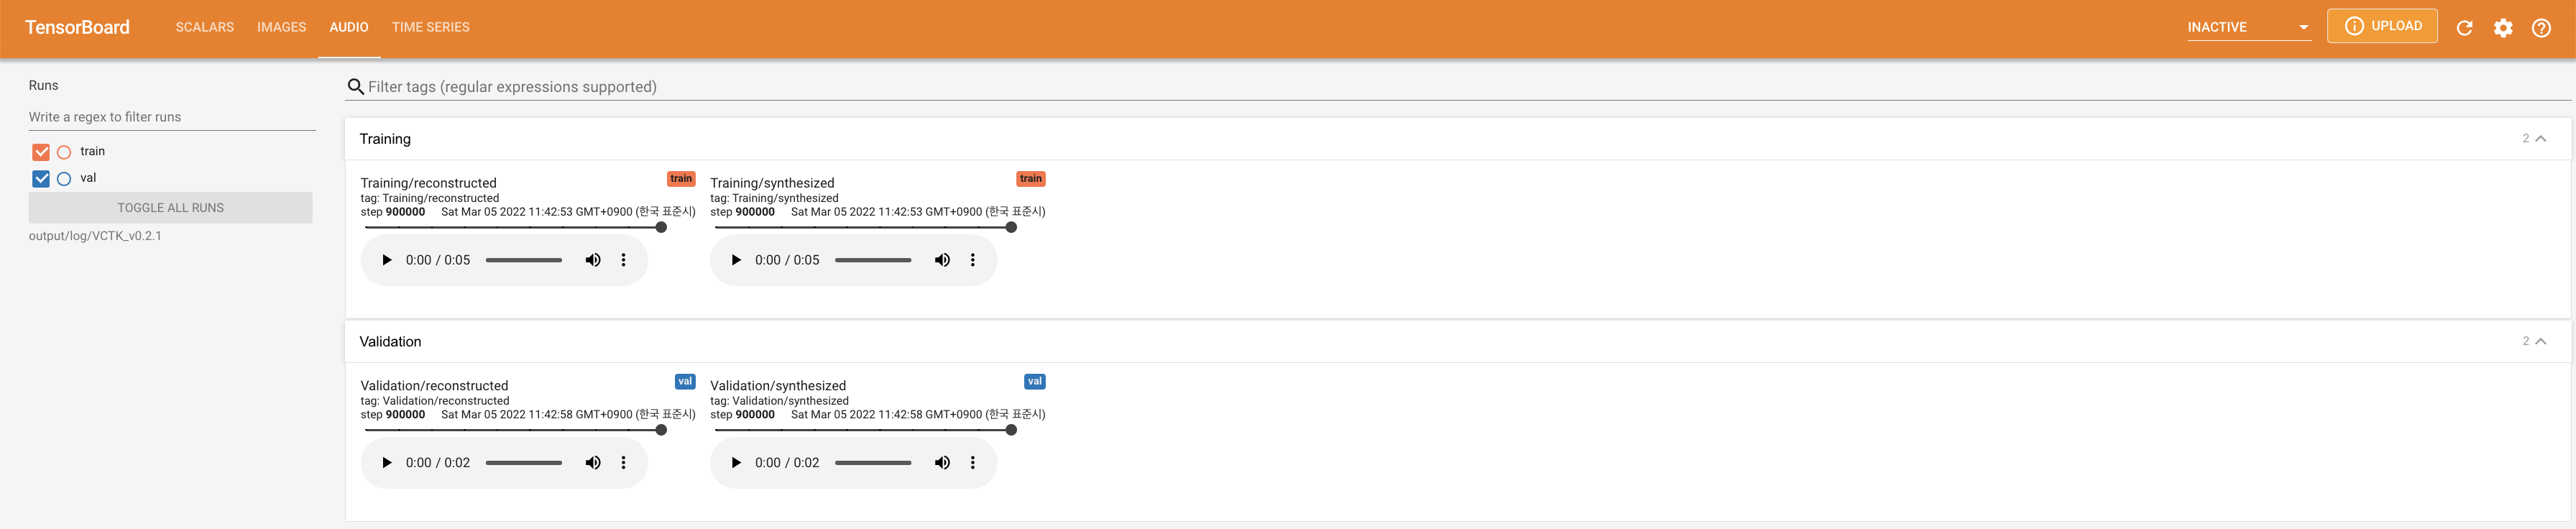 TensorBoard SCALARS IMAGES AUDIO TIME SERIES INACTIVE UPLOAD
Runs
Write a regex to filter runs
train
val
TOGGLE ALL RUNS
output/log/VCTK_v0.2.1
Filter tags (regular expressions supported)
Training 2
Training/reconstructed train
tag: Training/reconstructed
step 900000 Sat Mar 05 2022 11:42:53 GMT+0900 (한국 표준시)
0:00 / 0:05
Training/synthesized train
tag: Training/synthesized
step 900000 Sat Mar 05 2022 11:42:53 GMT+0900 (한국 표준시)
0:00 / 0:05
Validation 2
Validation/reconstructed val
tag: Validation/reconstructed
step 900000 Sat Mar 05 2022 11:42:58 GMT+0900 (한국 표준시)
0:00 / 0:02
Validation/synthesized val
tag: Validation/synthesized
step 900000 Sat Mar 05 2022 11:42:58 GMT+0900 (한국 표준시)
0:00 / 0:02